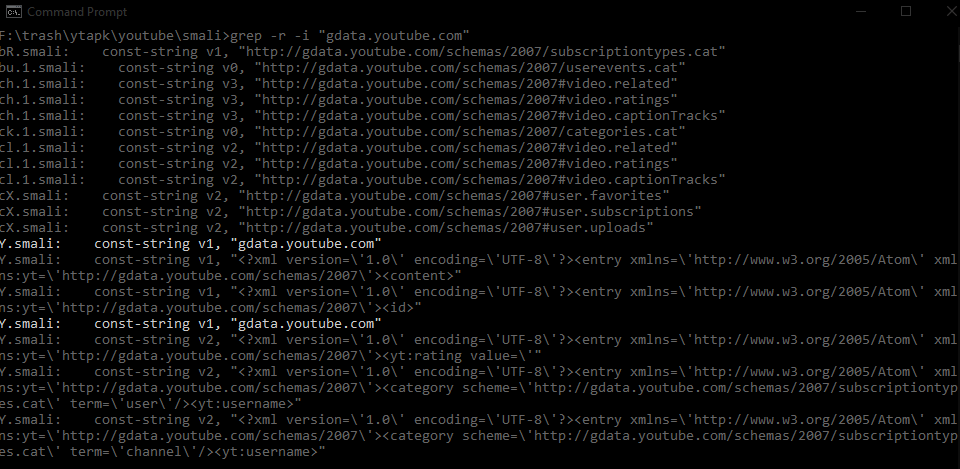 Command Prompt
F:\trash\ytapk\youtube\smali>grep -r -i "gdata.youtube.com"
bR.smali:    const-string v1, "http://gdata.youtube.com/schemas/2007/subscriptiontypes.cat"
bu.1.smali:    const-string v0, "http://gdata.youtube.com/schemas/2007/userevents.cat"
ch.1.smali:    const-string v3, "http://gdata.youtube.com/schemas/2007#video.related"
ch.1.smali:    const-string v3, "http://gdata.youtube.com/schemas/2007#video.ratings"
ch.1.smali:    const-string v3, "http://gdata.youtube.com/schemas/2007#video.captionTracks"
ck.1.smali:    const-string v0, "http://gdata.youtube.com/schemas/2007/categories.cat"
cl.1.smali:    const-string v2, "http://gdata.youtube.com/schemas/2007#video.related"
cl.1.smali:    const-string v2, "http://gdata.youtube.com/schemas/2007#video.ratings"
cl.1.smali:    const-string v2, "http://gdata.youtube.com/schemas/2007#video.captionTracks"
cX.smali:    const-string v2, "http://gdata.youtube.com/schemas/2007#user.favorites"
cX.smali:    const-string v2, "http://gdata.youtube.com/schemas/2007#user.subscriptions"
cX.smali:    const-string v2, "http://gdata.youtube.com/schemas/2007#user.uploads"
Y.smali:    const-string v1, "gdata.youtube.com"
Y.smali:    const-string v1, "<?xml version=\'1.0\' encoding=\'UTF-8\'?><entry xmlns=\'http://www.w3.org/2005/Atom\' xml
ns:yt=\'http://gdata.youtube.com/schemas/2007\'><content>"
Y.smali:    const-string v1, "<?xml version=\'1.0\' encoding=\'UTF-8\'?><entry xmlns=\'http://www.w3.org/2005/Atom\' xml
ns:yt=\'http://gdata.youtube.com/schemas/2007\'><id>"
Y.smali:    const-string v1, "gdata.youtube.com"
Y.smali:    const-string v2, "<?xml version=\'1.0\' encoding=\'UTF-8\'?><entry xmlns=\'http://www.w3.org/2005/Atom\' xml
ns:yt=\'http://gdata.youtube.com/schemas/2007\'><yt:rating value=\'"
Y.smali:    const-string v2, "<?xml version=\'1.0\' encoding=\'UTF-8\'?><entry xmlns=\'http://www.w3.org/2005/Atom\' xml
ns:yt=\'http://gdata.youtube.com/schemas/2007\'><category scheme=\'http://gdata.youtube.com/schemas/2007/subscriptiontyp
es.cat\' term=\'user\'/><yt:username>"
Y.smali:    const-string v2, "<?xml version=\'1.0\' encoding=\'UTF-8\'?><entry xmlns=\'http://www.w3.org/2005/Atom\' xml
ns:yt=\'http://gdata.youtube.com/schemas/2007\'><category scheme=\'http://gdata.youtube.com/schemas/2007/subscriptiontyp
es.cat\' term=\'channel\'/><yt:username>"